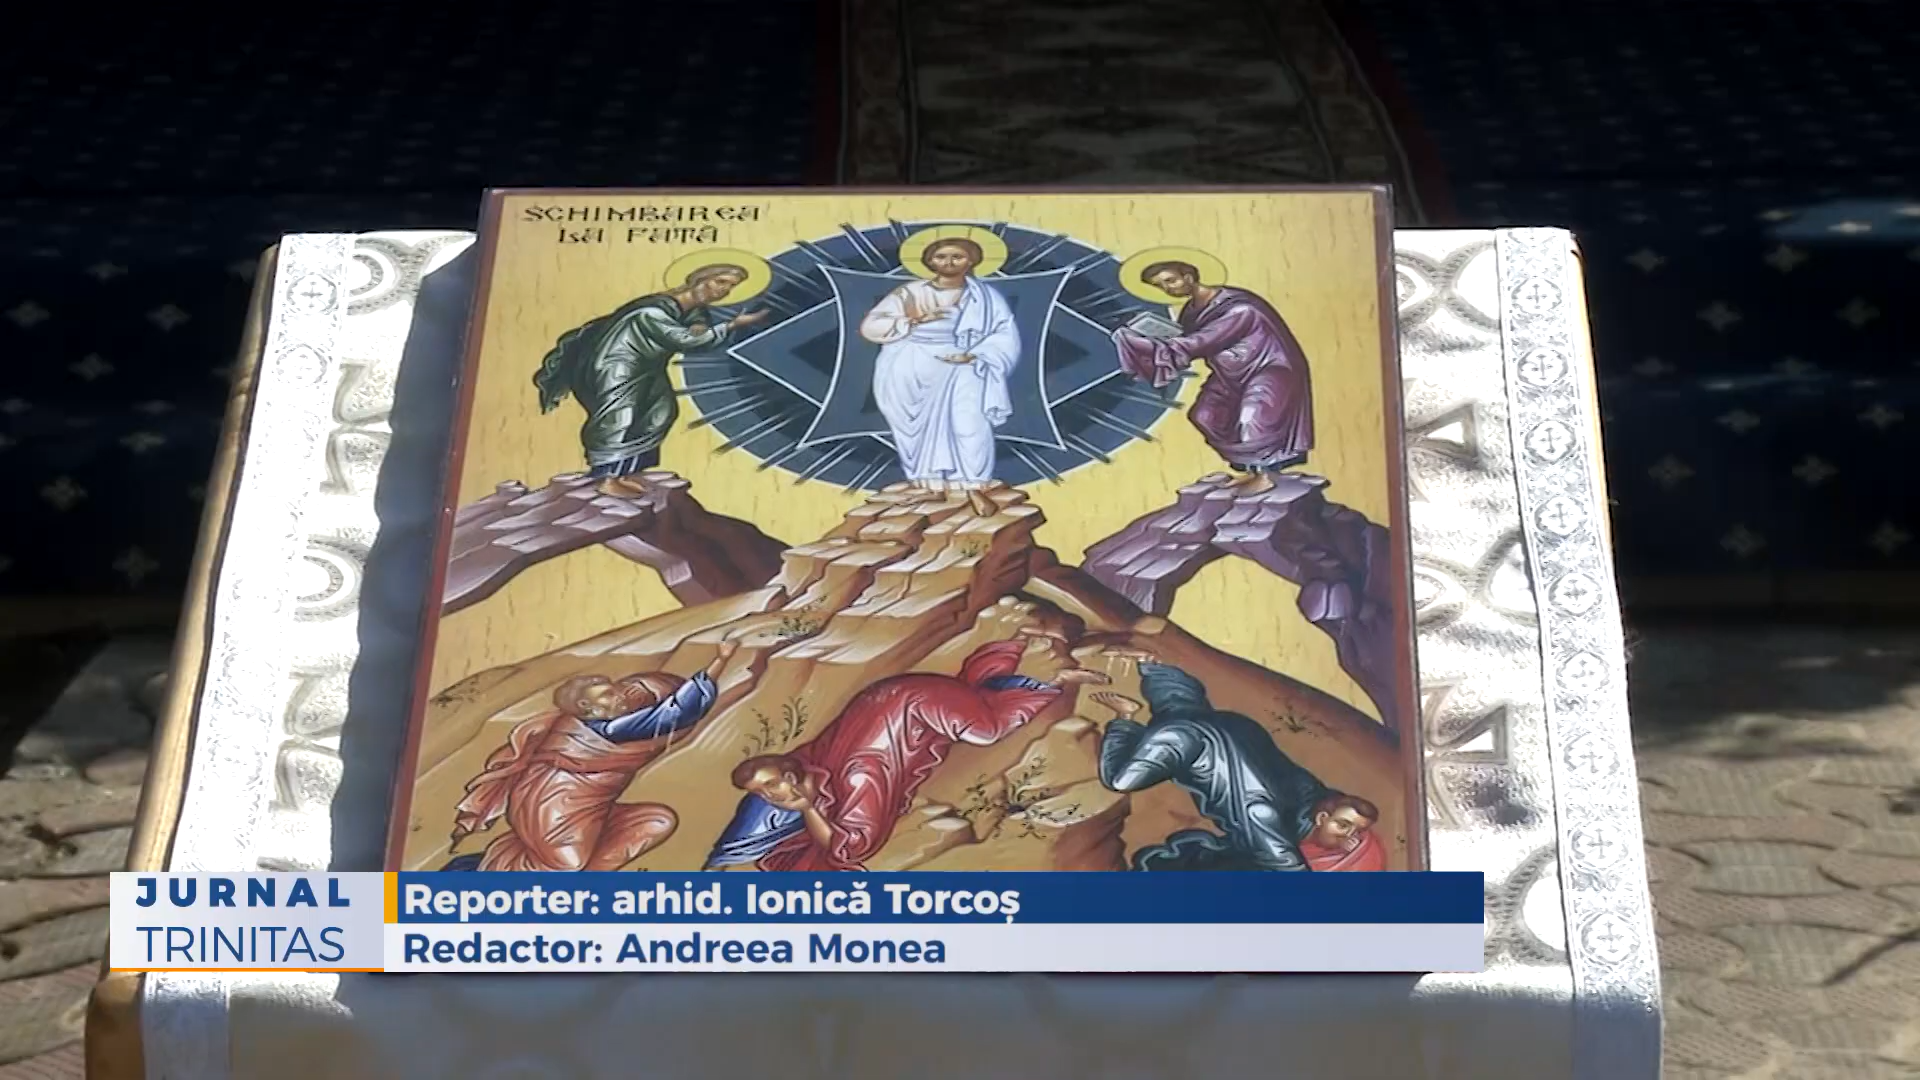 SCHIMBAREA
LA FAȚĂ
JURNAL
TRINITAS
Reporter: arhid. Ionică Torcoș
Redactor: Andreea Monea